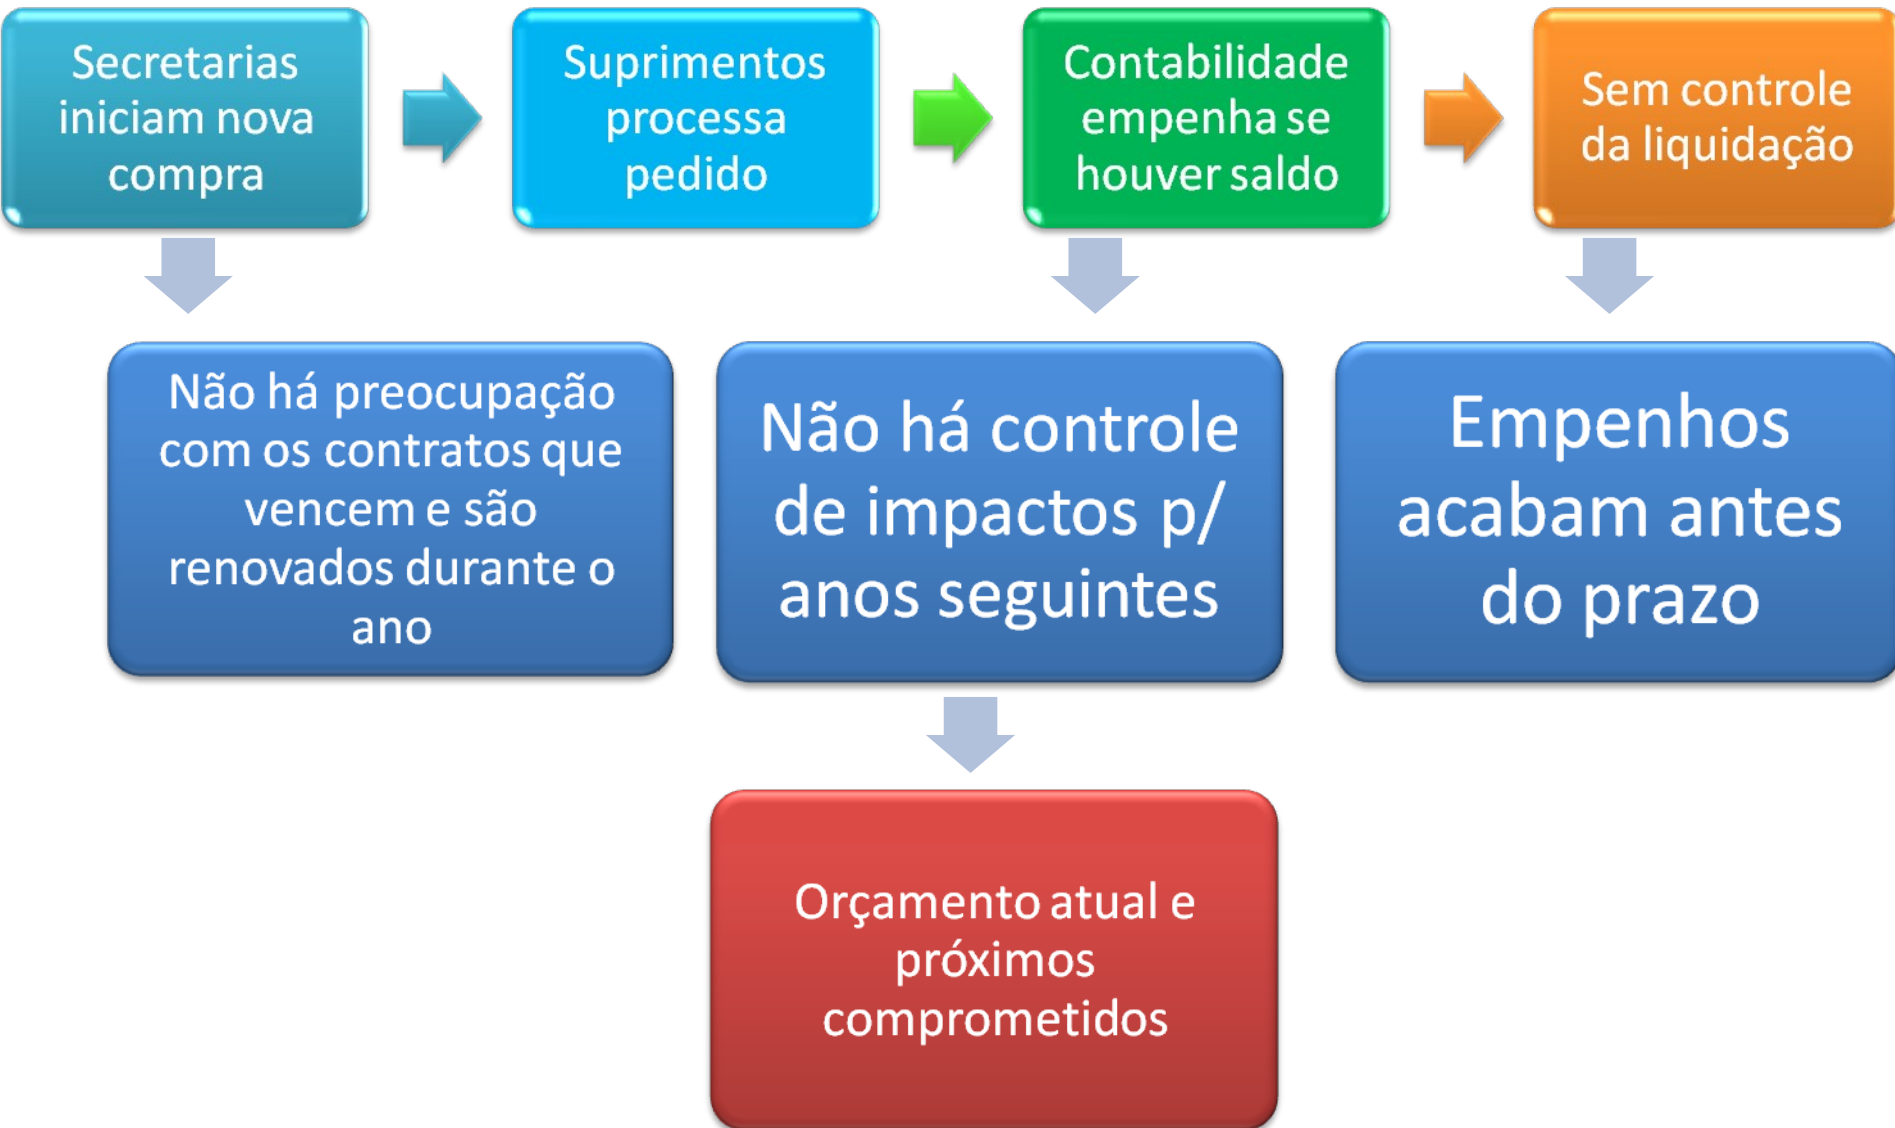 Secretarias
iniciam nova
compra
Suprimentos
processa
pedido
Contabilidade
empenha se
houver saldo
Sem controle
da liquidação
Não há preocupação
com os contratos que
vencem e são
renovados durante o
ano
Não há controle
de impactos p/
anos seguintes
Empenhos
acabam antes
do prazo
Orçamento atual e
próximos
comprometidos